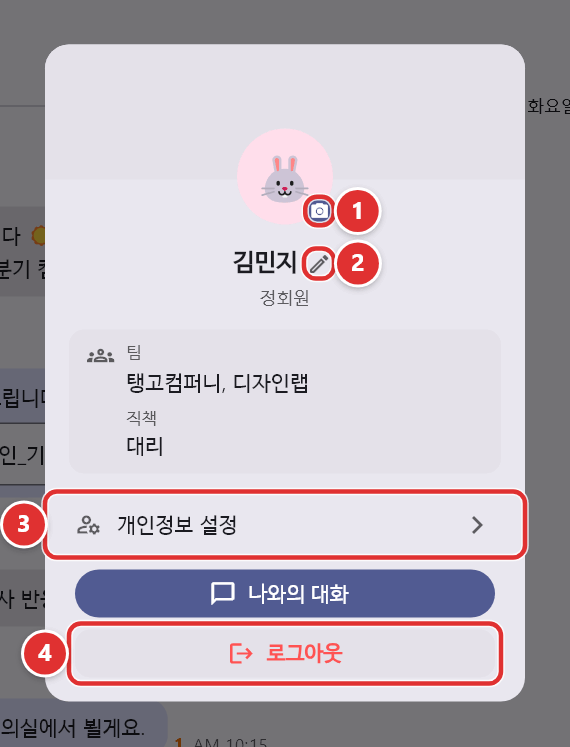 화요일
다
분기
1
김민지
2
정회원
팀
탱고컴퍼니, 디자인랩
드립니다
직책
대리
인_기
3
개인정보 설정
사 반응
나와의 대화
4
로그아웃
의실에서 뵐게요.
1 AM 10:15